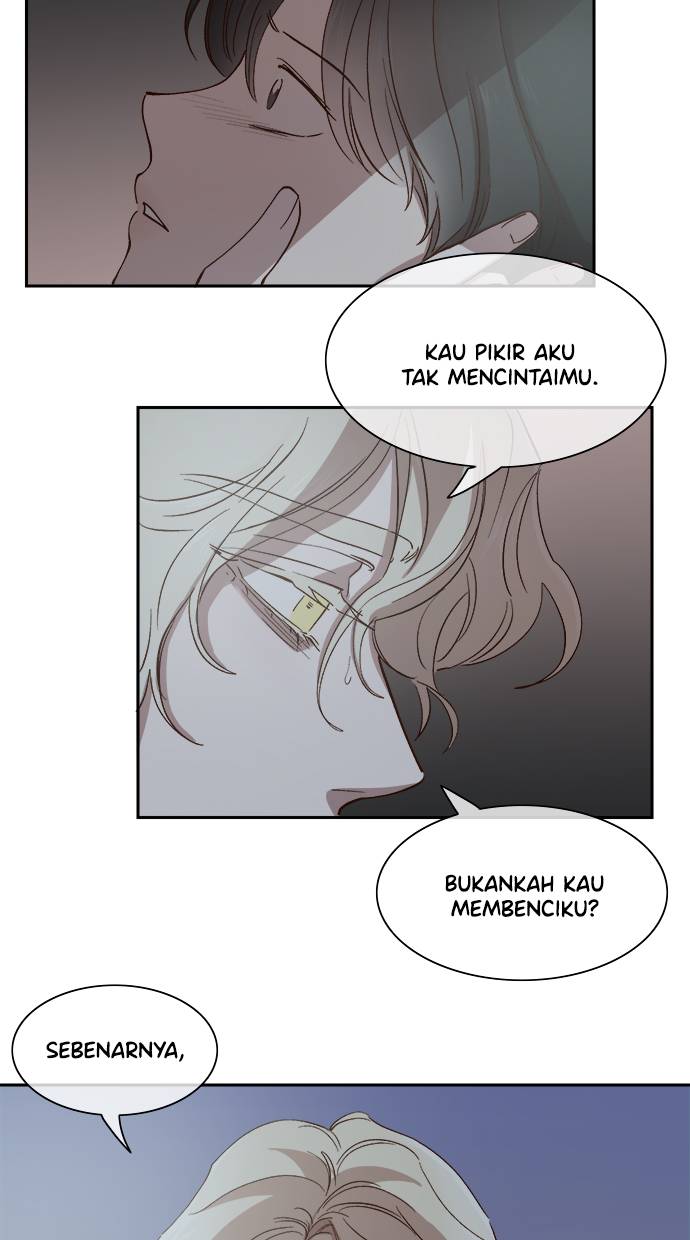 KAU PIKIR AKU
TAK MENCINTAIMU.
BUKANKAH KAU
MEMBENCIKU?
SEBENARNYA,